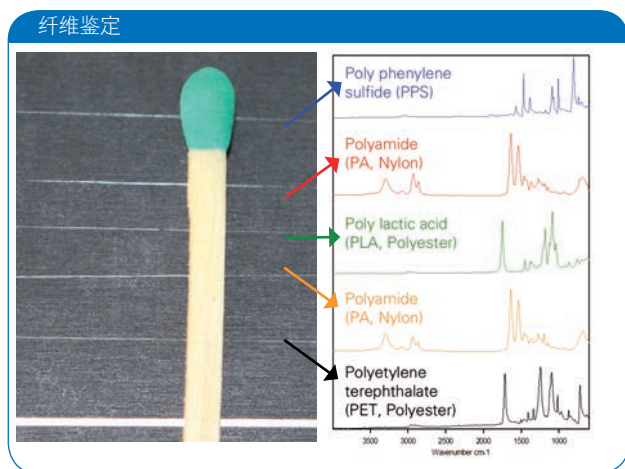 纤维鉴定
Poly phenylene
sulfide (PPS)
Polyamide
(PA, Nylon)
Poly lactic acid
(PLA, Polyester)
Polyamide
(PA, Nylon)
Polyetylene
terephthalate
(PET, Polyester)
3500 3000 2500 2000 1500 1000
Wavenumber cm-1